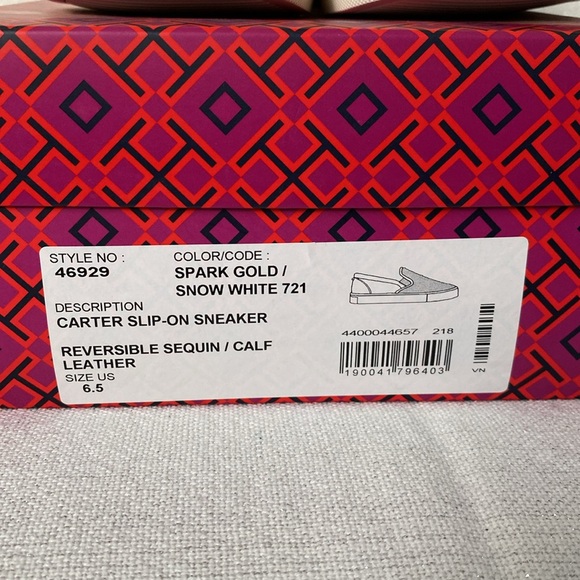 STYLE NO : COLOR/CODE :
46929 SPARK GOLD /
SNOW WHITE 721
DESCRIPTION
CARTER SLIP-ON SNEAKER
4400044657 218
REVERSIBLE SEQUIN / CALF
LEATHER
SIZE US
6.5
190041796403
VN